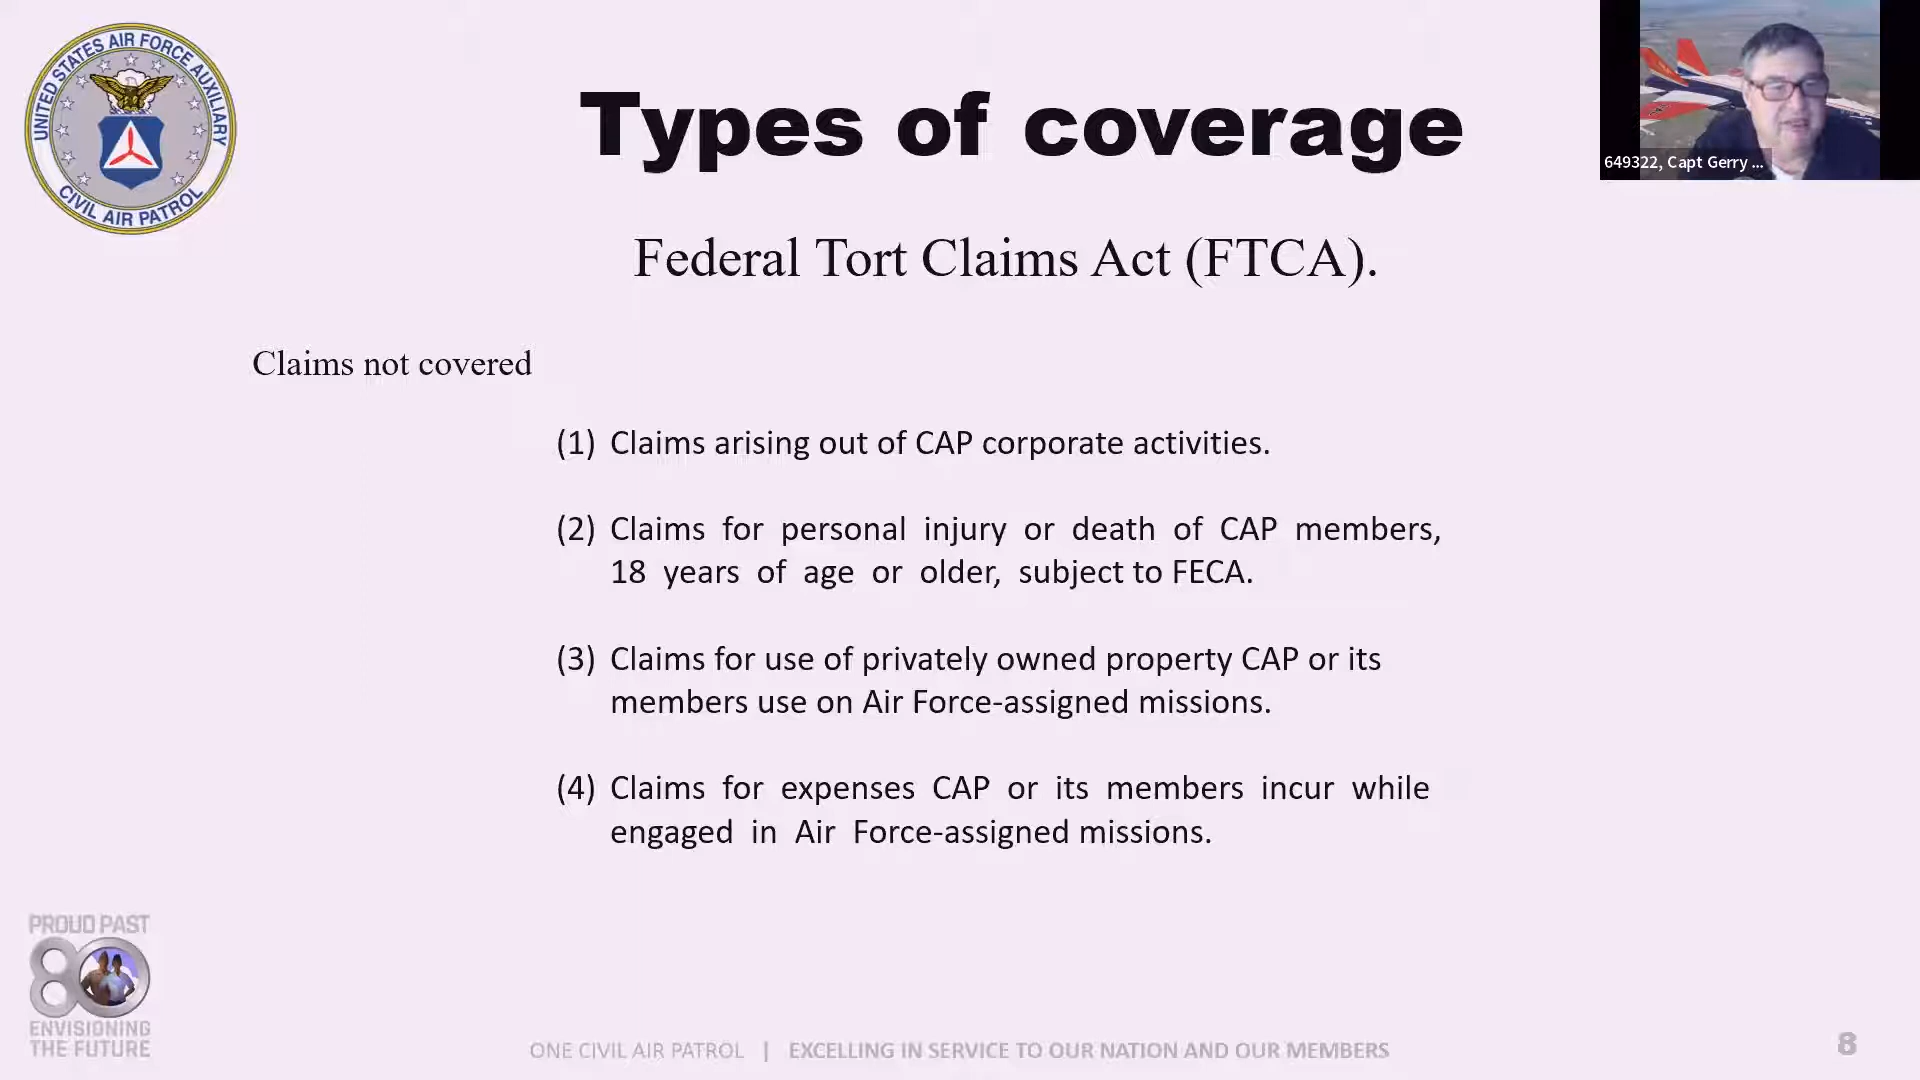 UNITED STATES AIR FORCE AUXILIARY
CIVIL AIR PATROL
Types of coverage
649322, Capt Gerry ...
Federal Tort Claims Act (FTCA).
Claims not covered
(1) Claims arising out of CAP corporate activities.
(2) Claims for personal injury or death of CAP members,
18 years of age or older, subject to FECA.
(3) Claims for use of privately owned property CAP or its
members use on Air Force-assigned missions.
(4) Claims for expenses CAP or its members incur while
engaged in Air Force-assigned missions.
PROUD PAST
80
ENVISIONING
THE FUTURE
ONE CIVIL AIR PATROL | EXCELLING IN SERVICE TO OUR NATION AND OUR MEMBERS
8